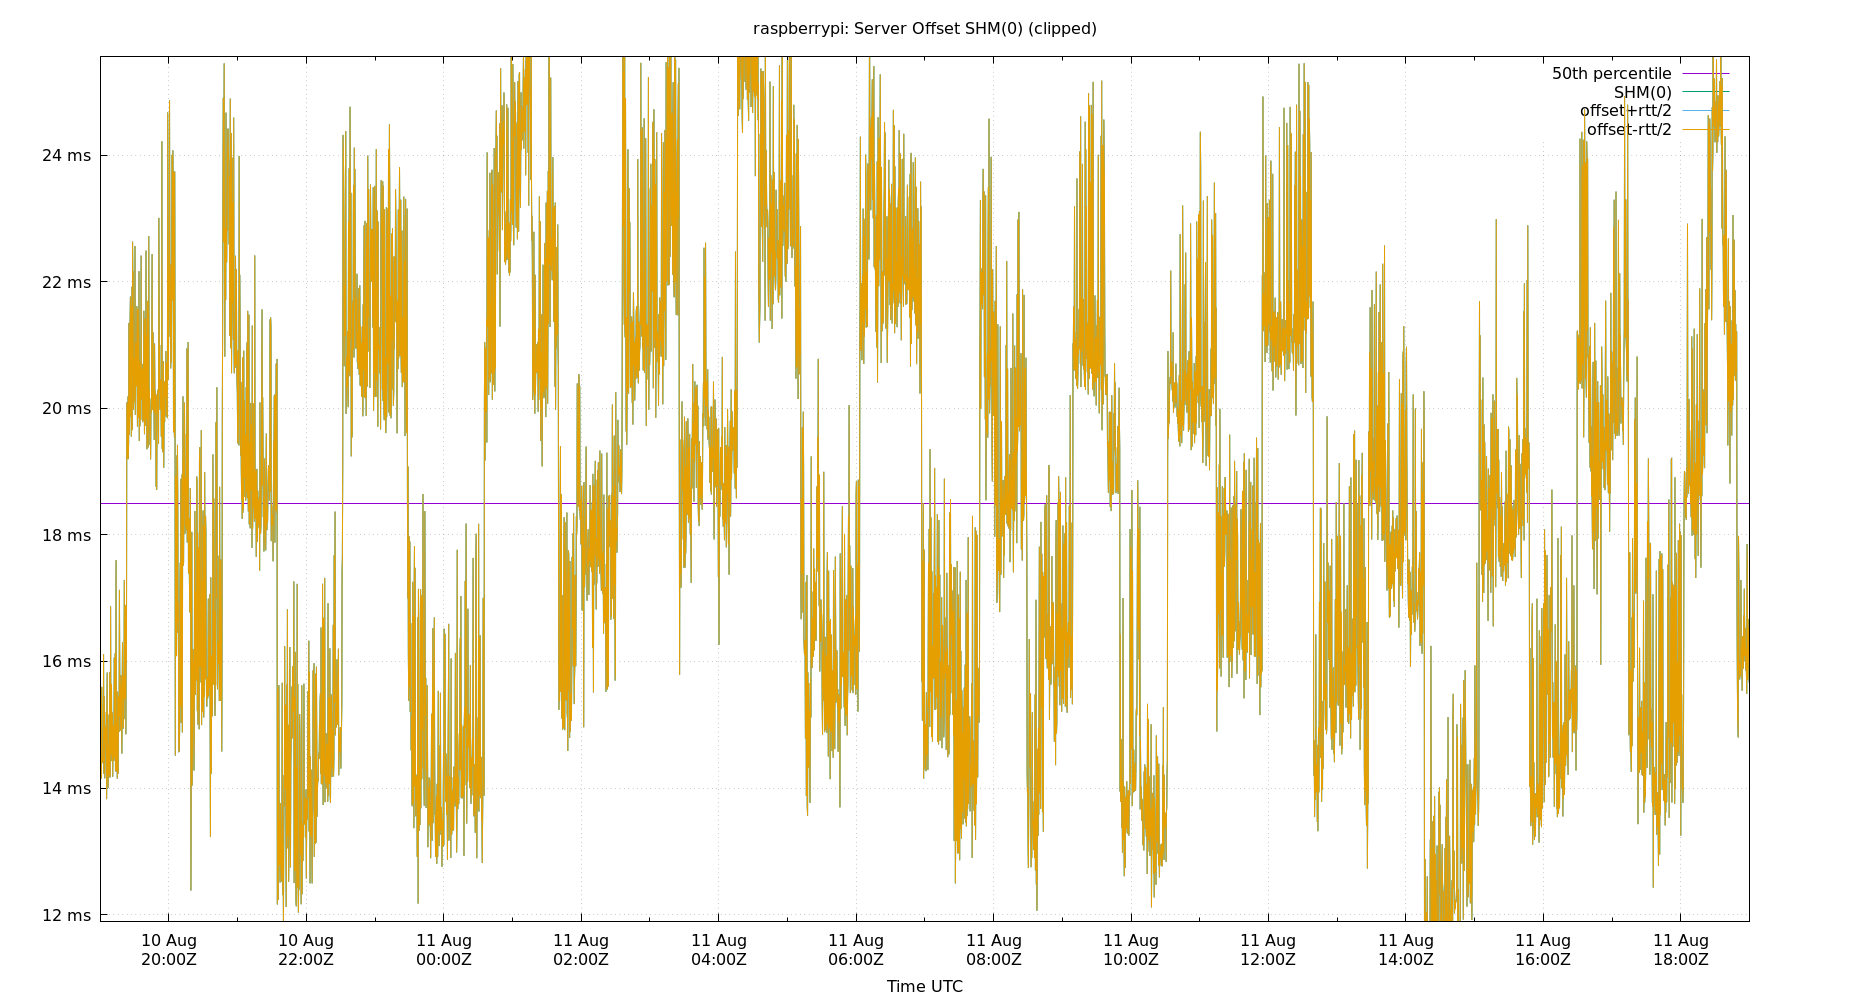 raspberrypi: Server Offset SHM(0) (clipped)
50th percentile
SHM(0)
offset+rtt/2
offset-rtt/2
24 ms
22 ms
20 ms
18 ms
16 ms
14 ms
12 ms
10 Aug 10 Aug 11 Aug 11 Aug 11 Aug 11 Aug 11 Aug 11 Aug 11 Aug 11 Aug 11 Aug 11 Aug
20:00Z 22:00Z 00:00Z 02:00Z 04:00Z 06:00Z 08:00Z 10:00Z 12:00Z 14:00Z 16:00Z 18:00Z
Time UTC